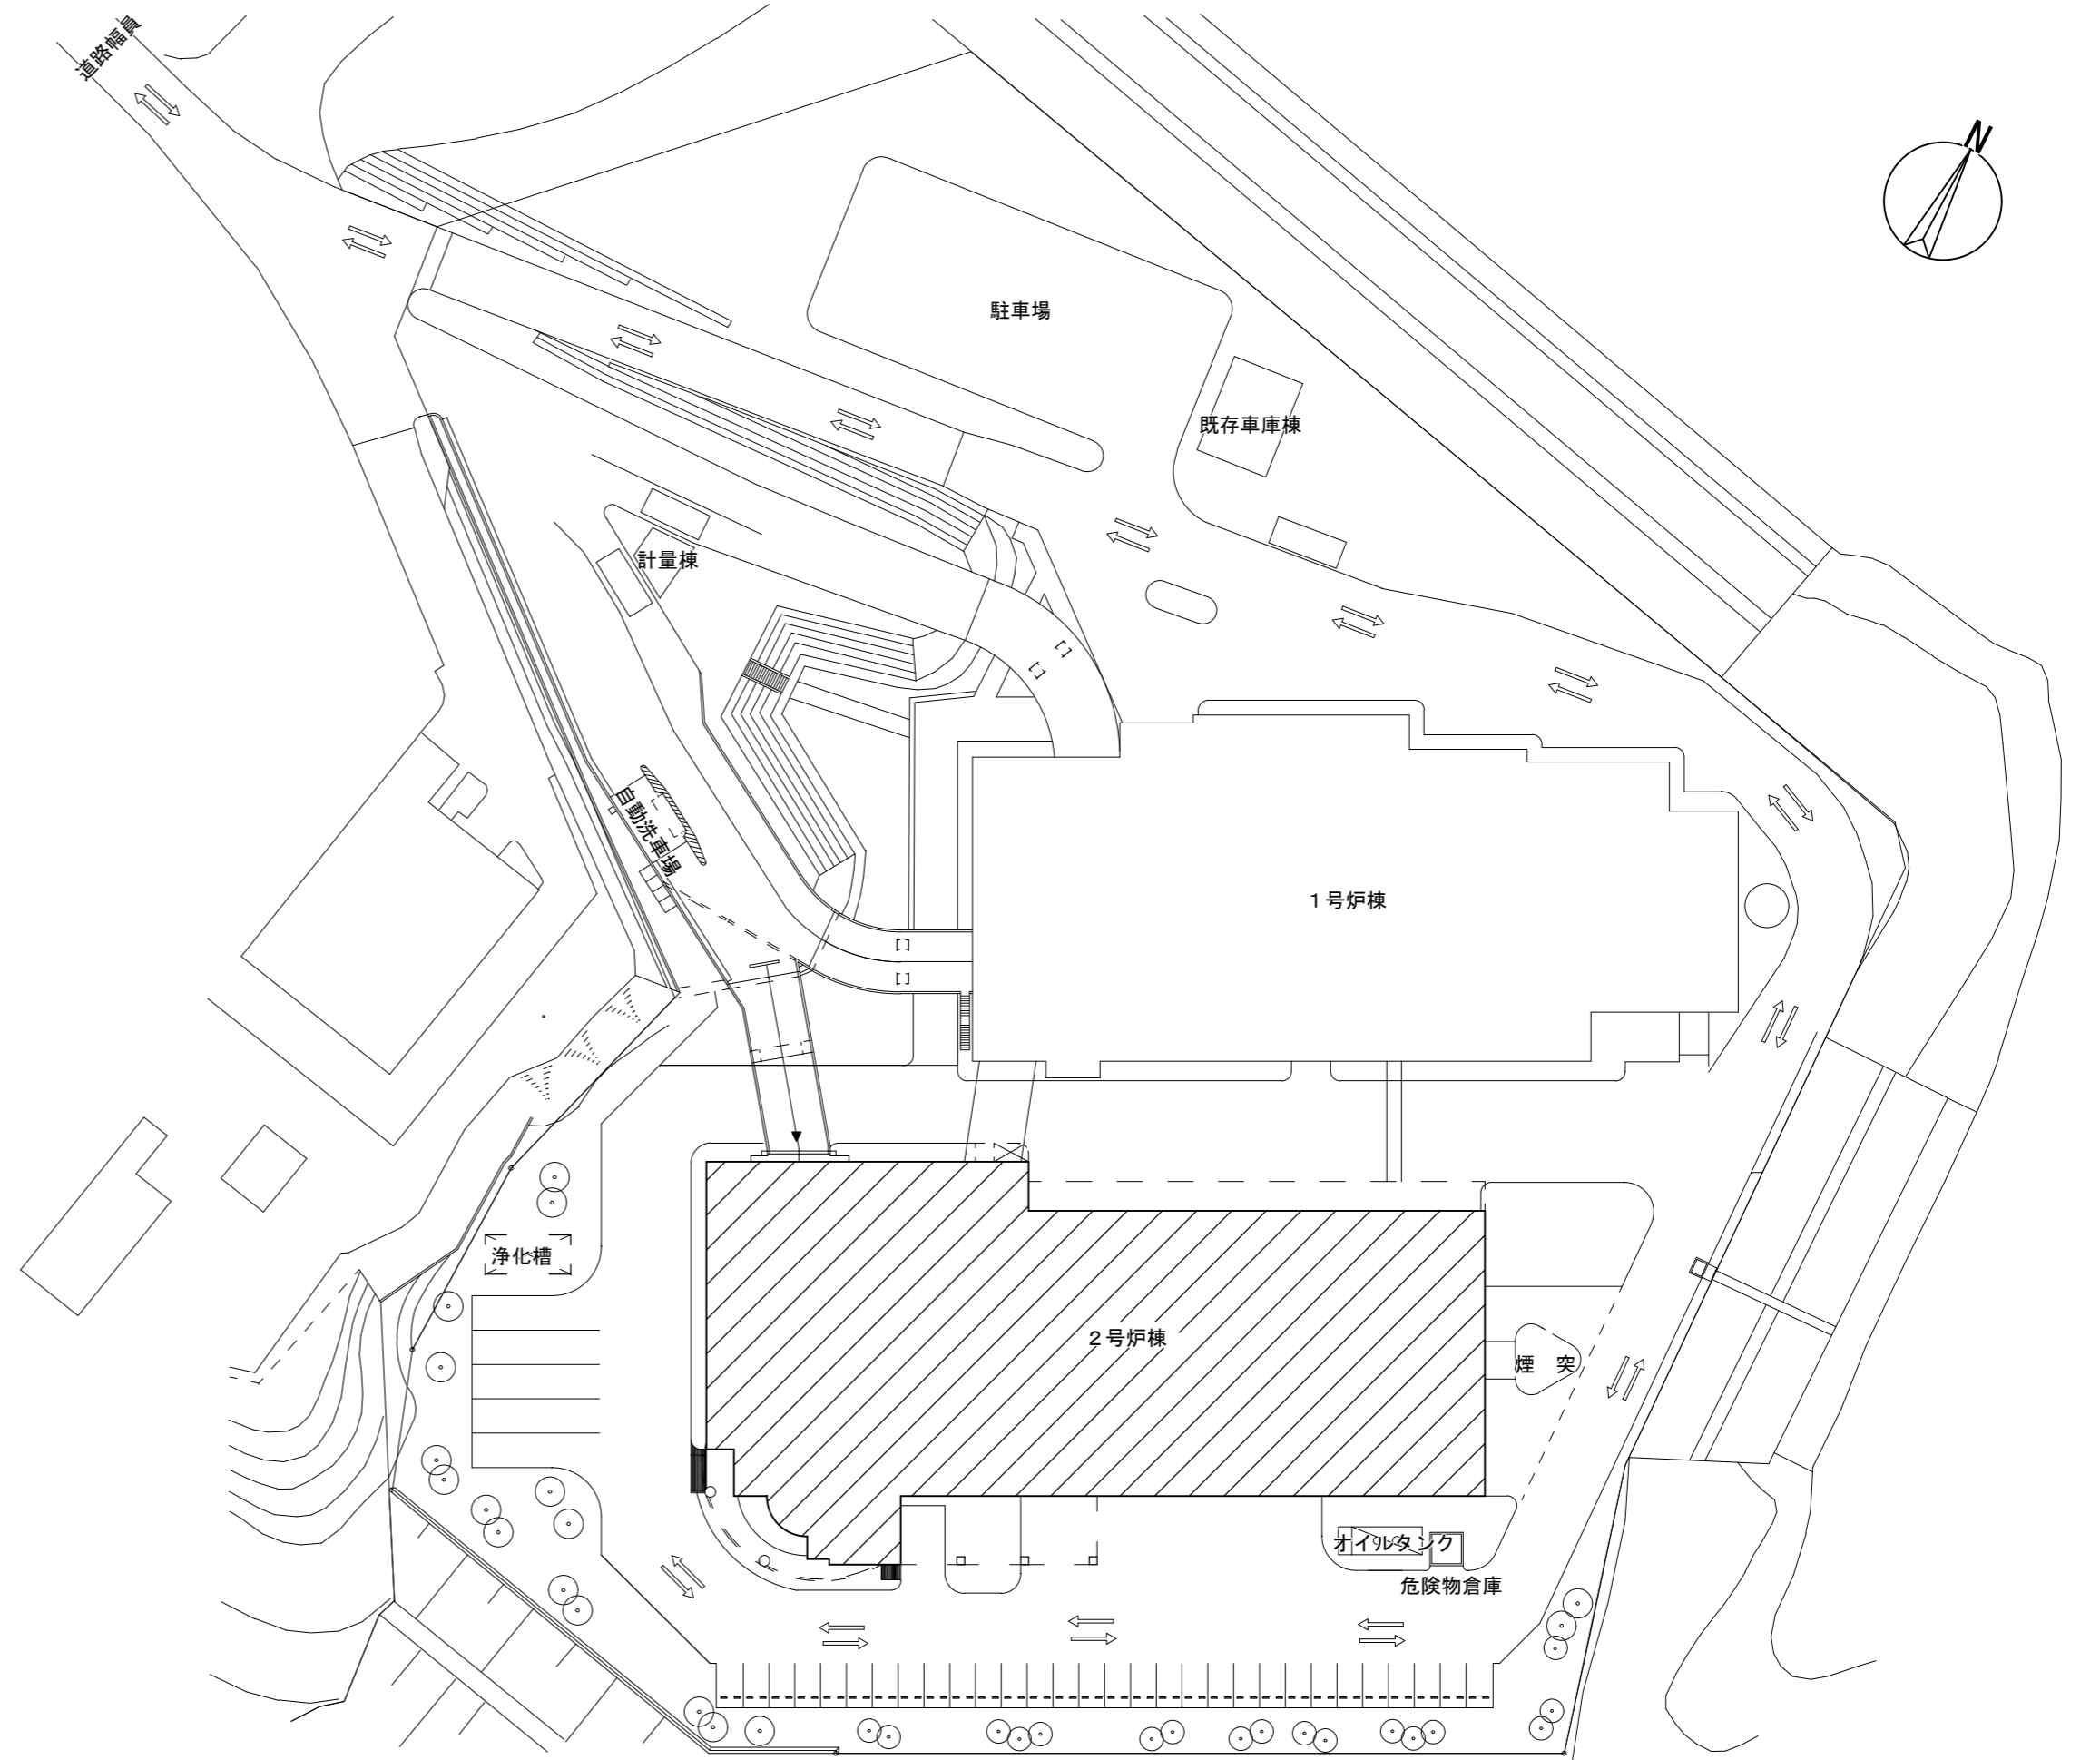 道路幅員
N
駐車場
既存車庫棟
計量棟
自動洗車場
１号炉棟
浄化槽
２号炉棟
煙　突
オイルタンク
危険物倉庫